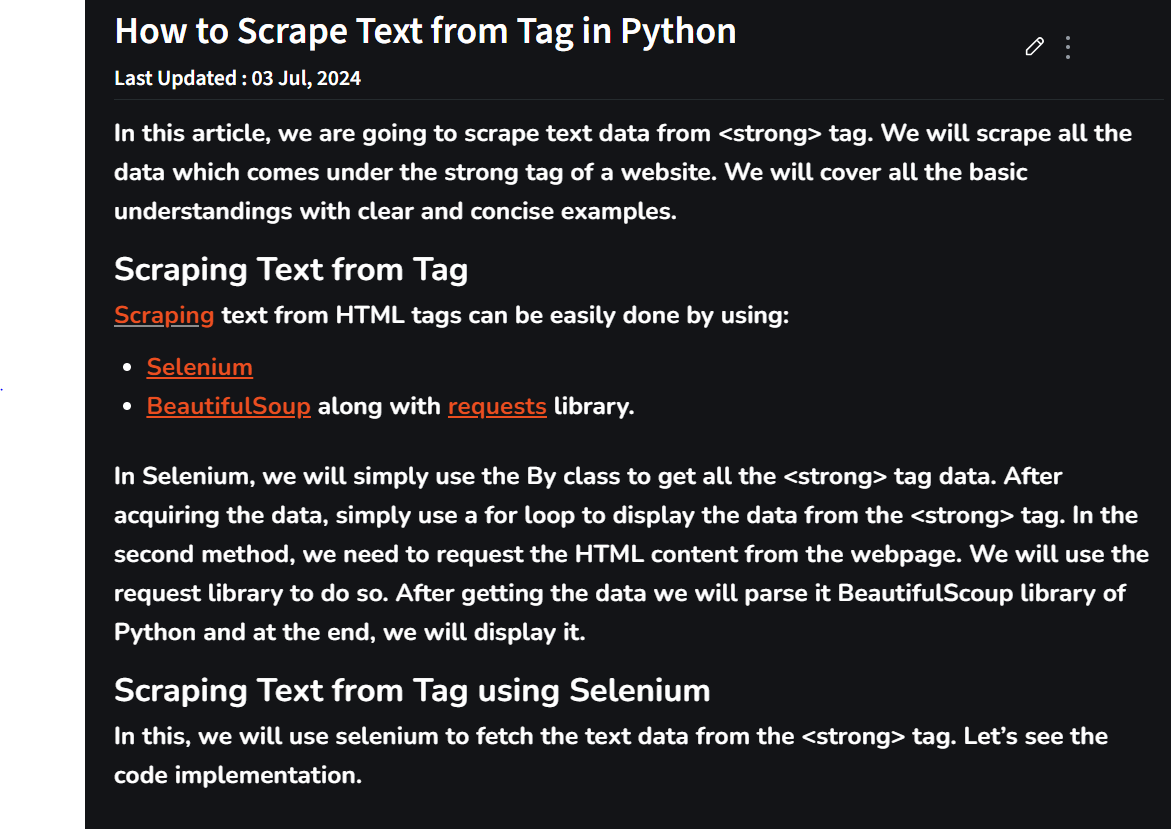 How to Scrape Text from Tag in Python
Last Updated : 03 Jul, 2024
In this article, we are going to scrape text data from <strong> tag. We will scrape all the
data which comes under the strong tag of a website. We will cover all the basic
understandings with clear and concise examples.
Scraping Text from Tag
Scraping text from HTML tags can be easily done by using:
• Selenium
• BeautifulSoup along with requests library.
In Selenium, we will simply use the By class to get all the <strong> tag data. After
acquiring the data, simply use a for loop to display the data from the <strong> tag. In the
second method, we need to request the HTML content from the webpage. We will use the
request library to do so. After getting the data we will parse it BeautifulScoup library of
Python and at the end, we will display it.
Scraping Text from Tag using Selenium
In this, we will use selenium to fetch the text data from the <strong> tag. Let’s see the
code implementation.